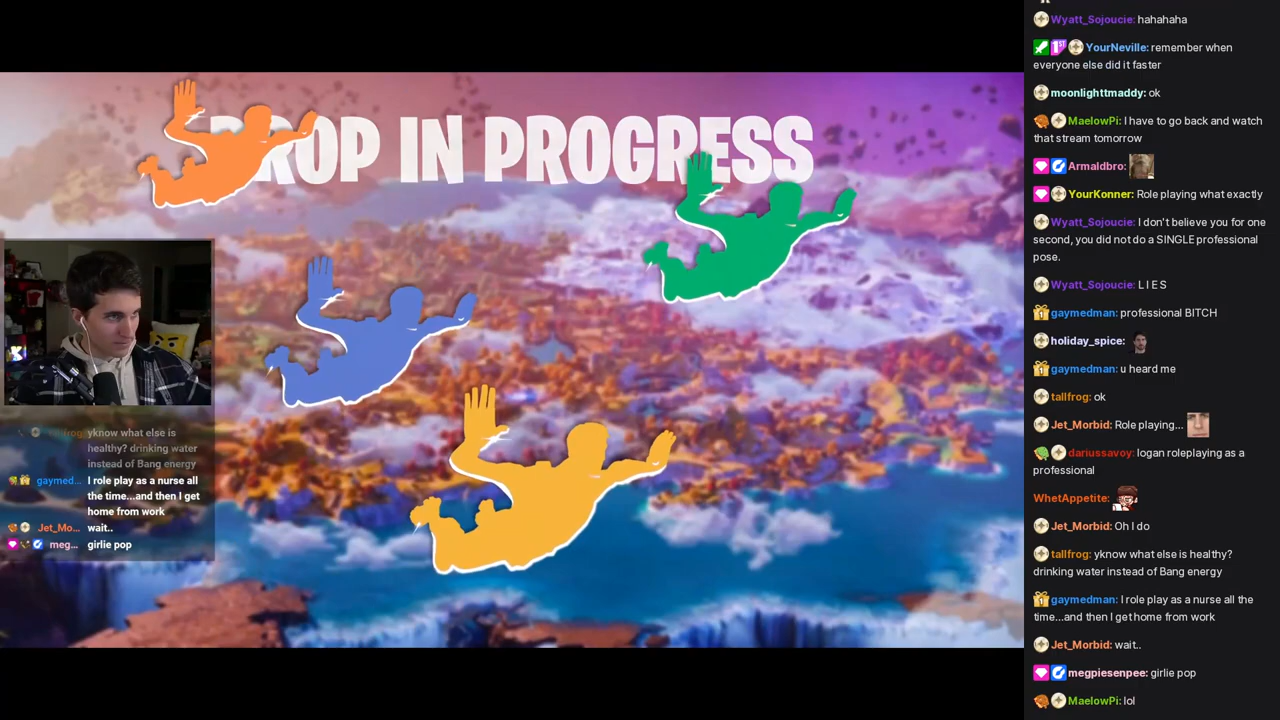 DROP IN PROGRESS
yknow what else is
healthy? drinking water
instead of Bang energy
gaymed... I role play as a nurse all
the time...and then I get
home from work
Jet_Mo... wait..
meg... girlie pop
Wyatt_Sojoucie: hahahaha
YourNeville: remember when
everyone else did it faster
moonlighttmaddy: ok
MaelowPi: I have to go back and watch
that stream tomorrow
Armaldbro:
YourKonner: Role playing what exactly
Wyatt_Sojoucie: I don't believe you for one
second, you did not do a SINGLE professional
pose.
Wyatt_Sojoucie: L I E S
gaymedman: professional BITCH
holiday_spice:
gaymedman: u heard me
tallfrog: ok
Jet_Morbid: Role playing...
dariussavoy: logan roleplaying as a
professional
WhetAppetite:
Jet_Morbid: Oh I do
tallfrog: yknow what else is healthy?
drinking water instead of Bang energy
gaymedman: I role play as a nurse all the
time...and then I get home from work
Jet_Morbid: wait..
megpiesenpee: girlie pop
MaelowPi: lol